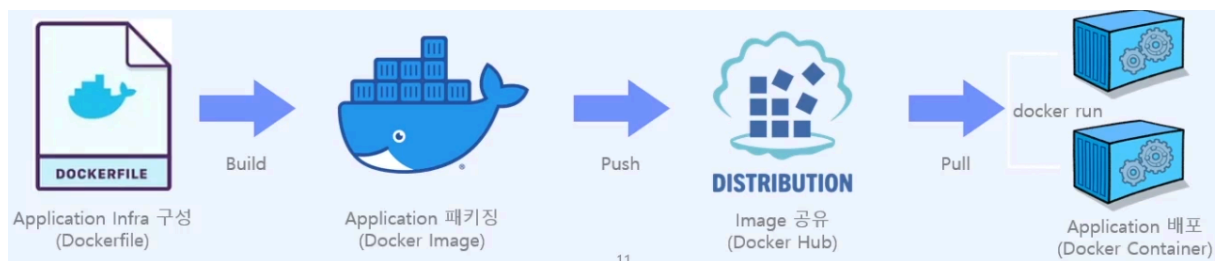 DOCKERFILE
Application Infra 구성
(Dockerfile)
Build
Application 패키징
(Docker Image)
Push
DISTRIBUTION
Image 공유
(Docker Hub)
Pull
docker run
Application 배포
(Docker Container)
11